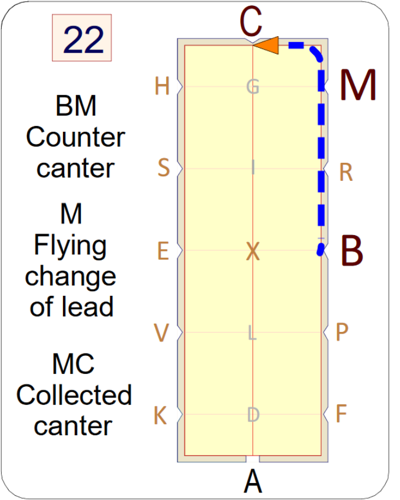 22
C
H G M
BM
Counter
canter
S I R
M
Flying
change
of lead
E X B
V L P
MC
Collected
canter
K D F
A